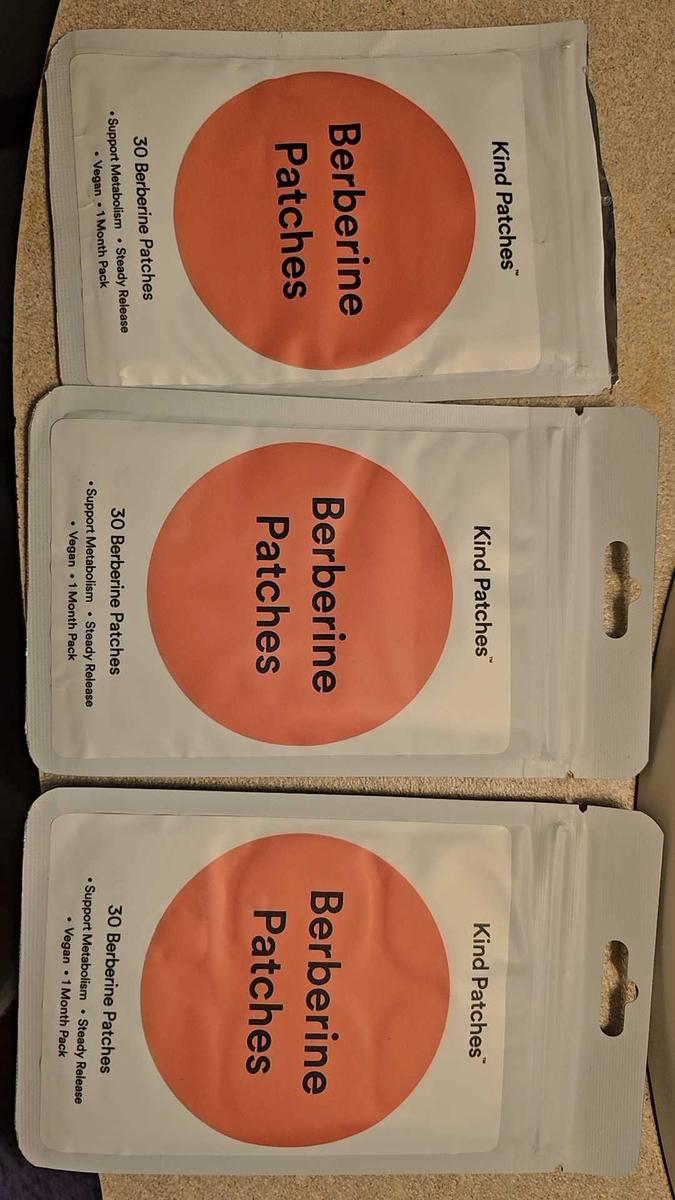 Kind Patches™
Berberine
Patches
30 Berberine Patches
• Support Metabolism • Steady Release
• Vegan • 1 Month Pack
Kind Patches™
Berberine
Patches
30 Berberine Patches
• Support Metabolism • Steady Release
• Vegan • 1 Month Pack
Kind Patches™
Berberine
Patches
30 Berberine Patches
• Support Metabolism • Steady Release
• Vegan • 1 Month Pack